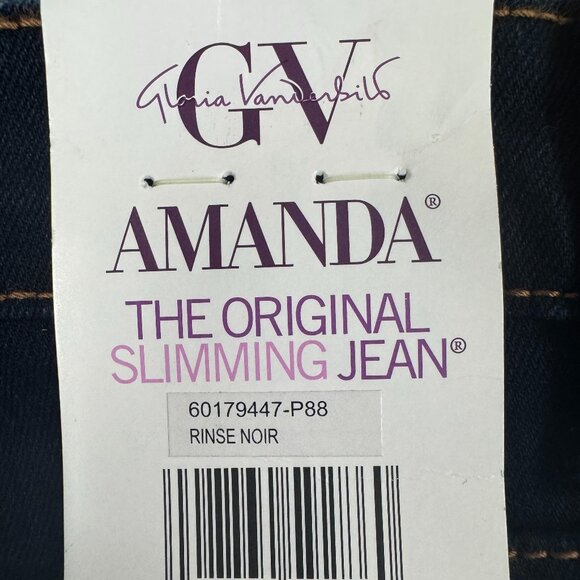 GV
Gloria Vanderbilt
AMANDA®
THE ORIGINAL
SLIMMING JEAN®
60179447-P88
RINSE NOIR